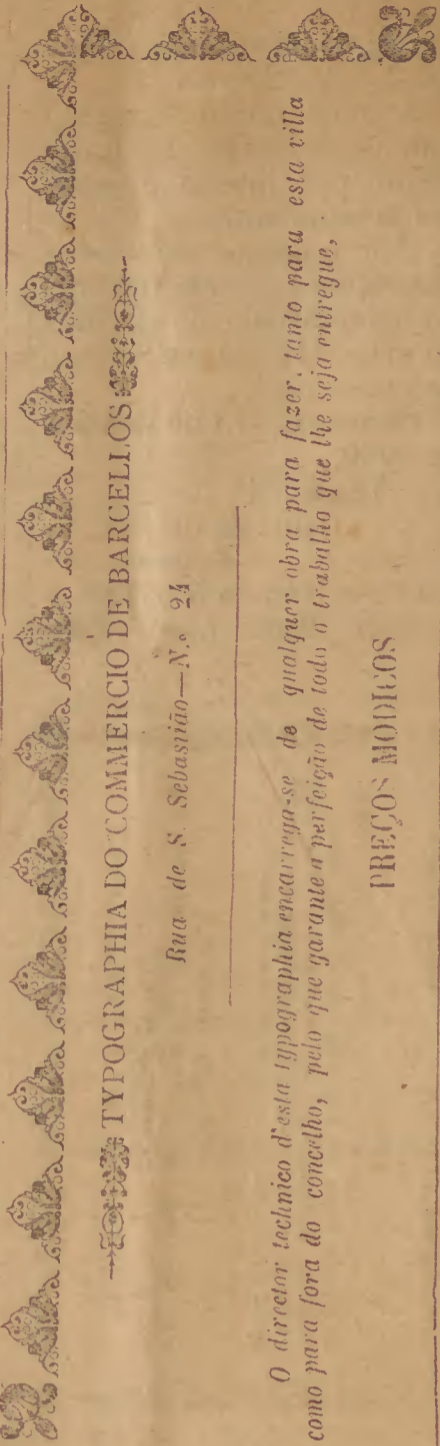 TYPOGRAPHIA DO COMMERCIO DE BARCELLOS
Rua de S. Sebastião—N.º 24
O director technico d'esta typographia encarrega-se de qualquer obra para fazer, tanto para esta villa
como para fora do concelho, pelo que garante a perfeição de todo o trabalho que lhe seja entregue,
PREÇOS MODICOS